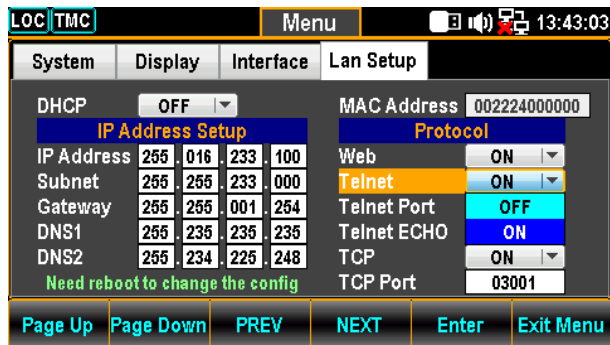 LOC TMC Menu 13:43:03
System Display Interface Lan Setup
DHCP OFF MAC Address 002224000000
IP Address Setup Protocol
IP Address 255 . 016 . 233 . 100 Web ON
Subnet 255 . 255 . 233 . 000 Telnet ON
Gateway 255 . 255 . 001 . 254 Telnet Port OFF
DNS1 255 . 235 . 235 . 235 Telnet ECHO ON
DNS2 255 . 234 . 225 . 248 TCP ON
Need reboot to change the config TCP Port 03001
Page Up Page Down PREV NEXT Enter Exit Menu